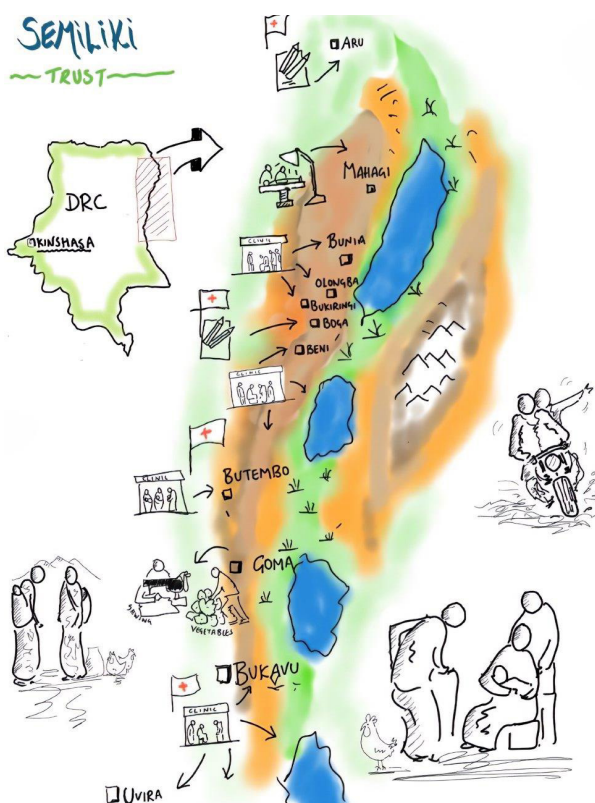 SEMILIKI
TRUST
ARU
DRC
KINSHASA
MAHAGI
CLINIC
BUNIA
OLONGBA
BUKIRINGI
BOGA
BENI
CLINIC
CLINIC
BUTEMBO
GOMA
SEWING
VEGETABLES
BUKAVU
CLINIC
UVIRA